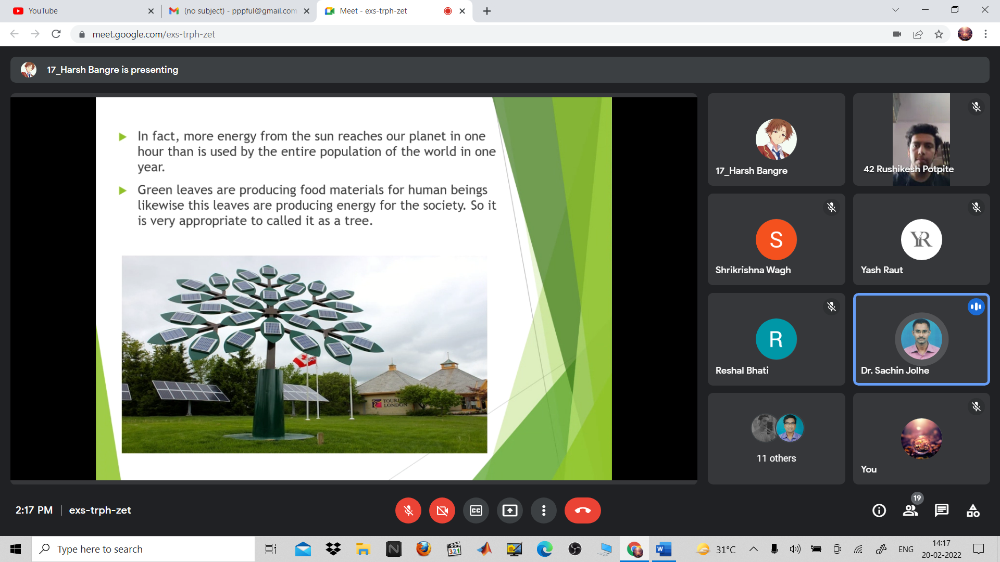 YouTube
(no subject) - pppful@gmail.com
Meet - exs-trph-zet
meet.google.com/exs-trph-zet
17_Harsh Bangre is presenting
In fact, more energy from the sun reaches our planet in one
hour than is used by the entire population of the world in one
year.
Green leaves are producing food materials for human beings
likewise this leaves are producing energy for the society. So it
is very appropriate to called it as a tree.
TOURISM
LONDON
17_Harsh Bangre
42 Rushikesh Potpite
S
Shrikrishna Wagh
YR
Yash Raut
R
Reshal Bhati
Dr. Sachin Jolhe
11 others
You
2:17 PM
exs-trph-zet
CC
19
Type here to search
N
321
W
31°C
ENG
14:17
20-02-2022